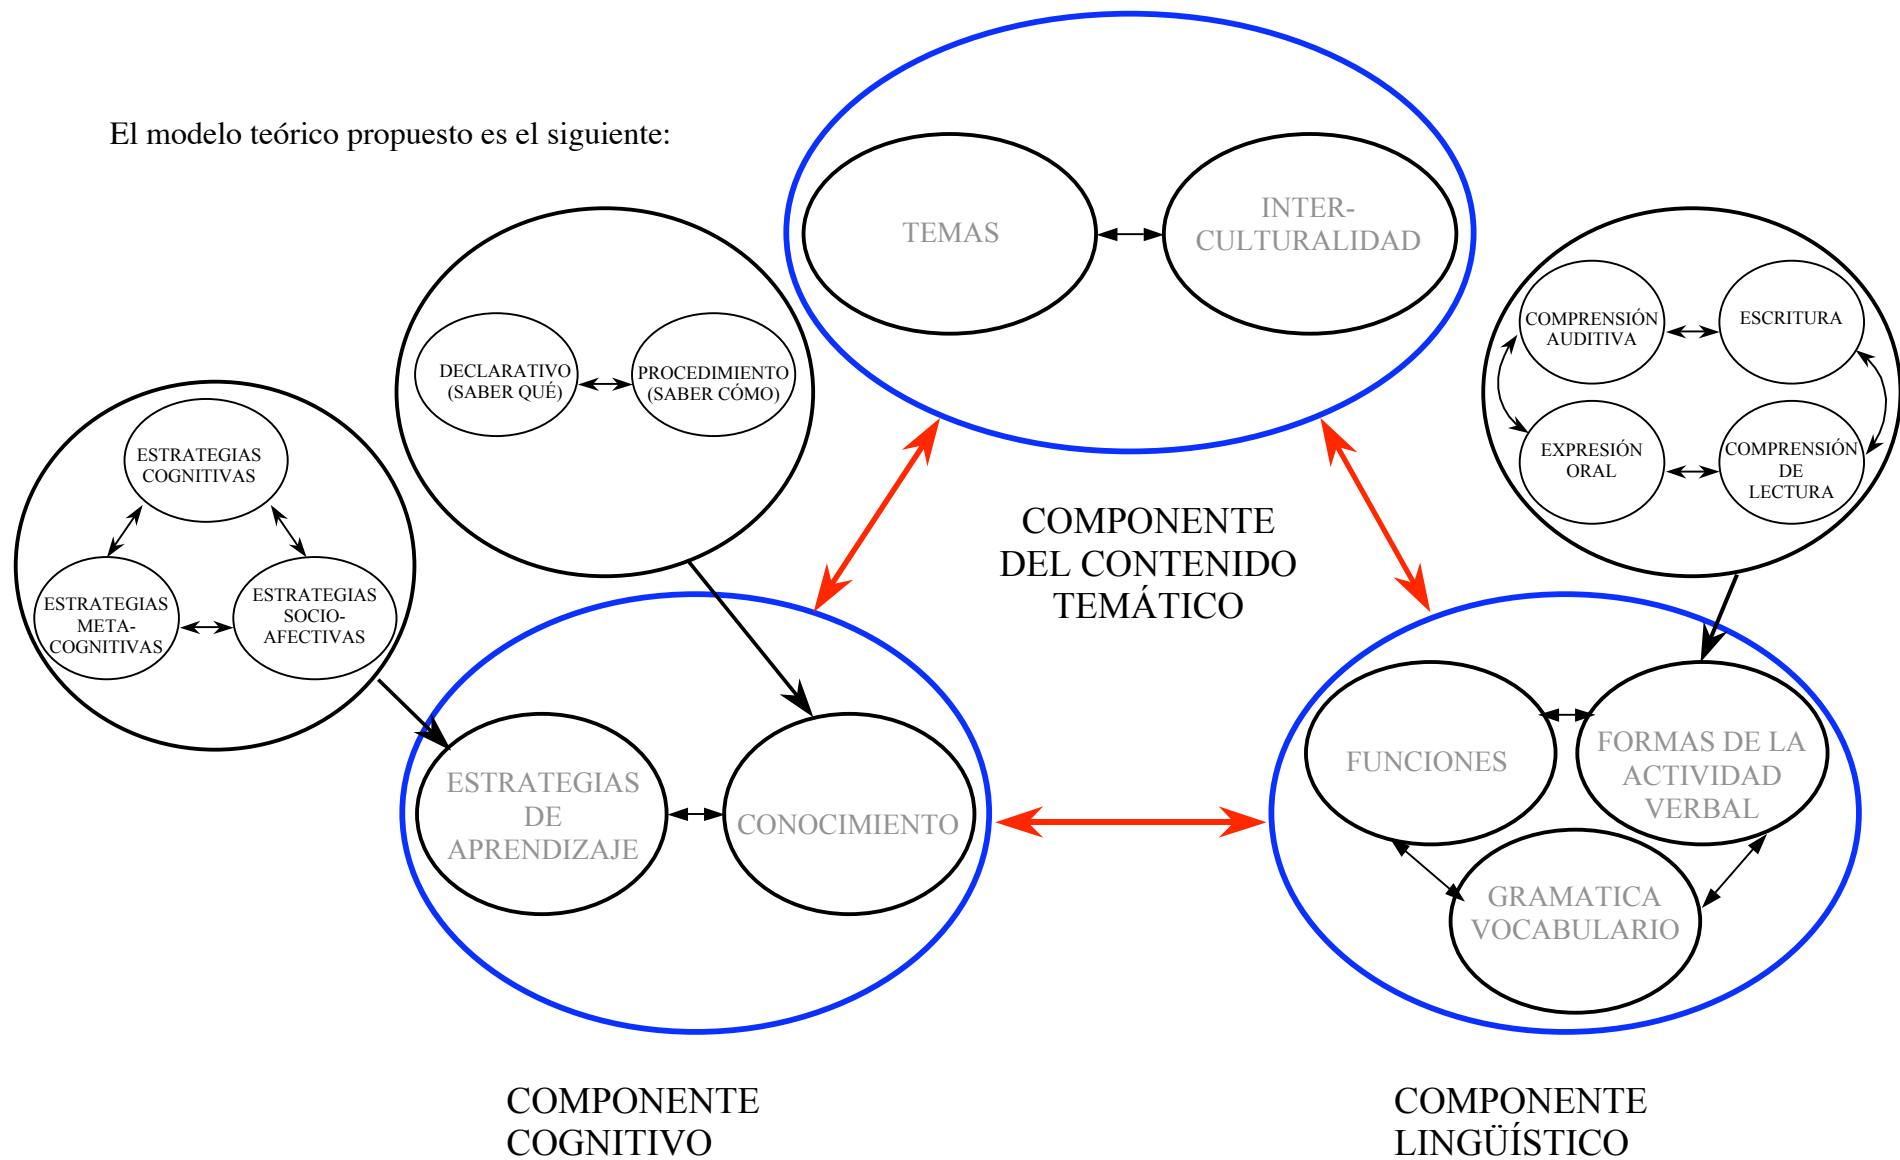 El modelo teórico propuesto es el siguiente:
TEMAS
INTER-
CULTURALIDAD
COMPONENTE
DEL CONTENIDO
TEMÁTICO
DECLARATIVO
(SABER QUÉ)
PROCEDIMIENTO
(SABER CÓMO)
ESTRATEGIAS
COGNITIVAS
ESTRATEGIAS
META-
COGNITIVAS
ESTRATEGIAS
SOCIO-
AFECTIVAS
COMPRENSIÓN
AUDITIVA
ESCRITURA
EXPRESIÓN
ORAL
COMPRENSIÓN
DE
LECTURA
ESTRATEGIAS
DE
APRENDIZAJE
CONOCIMIENTO
FUNCIONES
FORMAS DE LA
ACTIVIDAD
VERBAL
GRAMATICA
VOCABULARIO
COMPONENTE
COGNITIVO
COMPONENTE
LINGÜÍSTICO